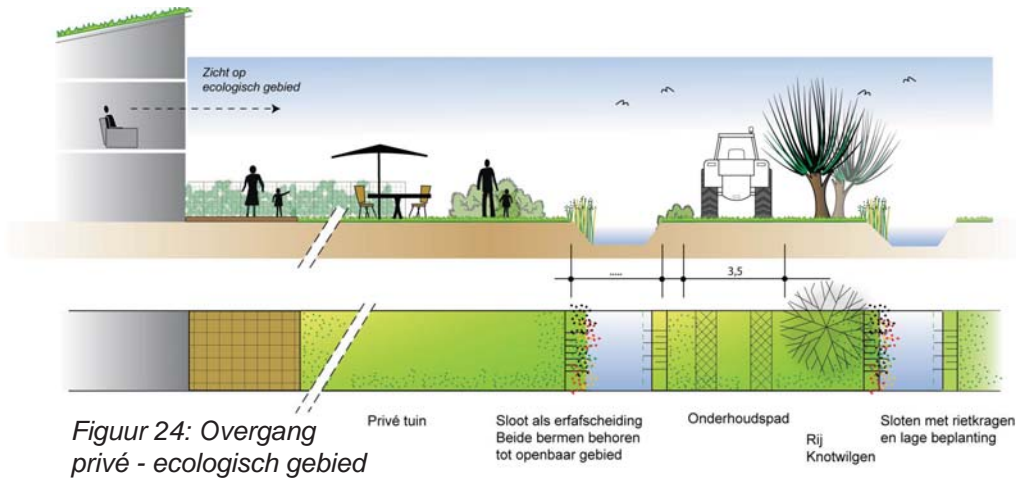 Zicht op
ecologisch gebied
.....
3,5
Privé tuin
Sloot als erfafscheiding
Beide bermen behoren
tot openbaar gebied
Onderhoudspad
Rij
Knotwilgen
Sloten met rietkragen
en lage beplanting
Figuur 24: Overgang
privé - ecologisch gebied